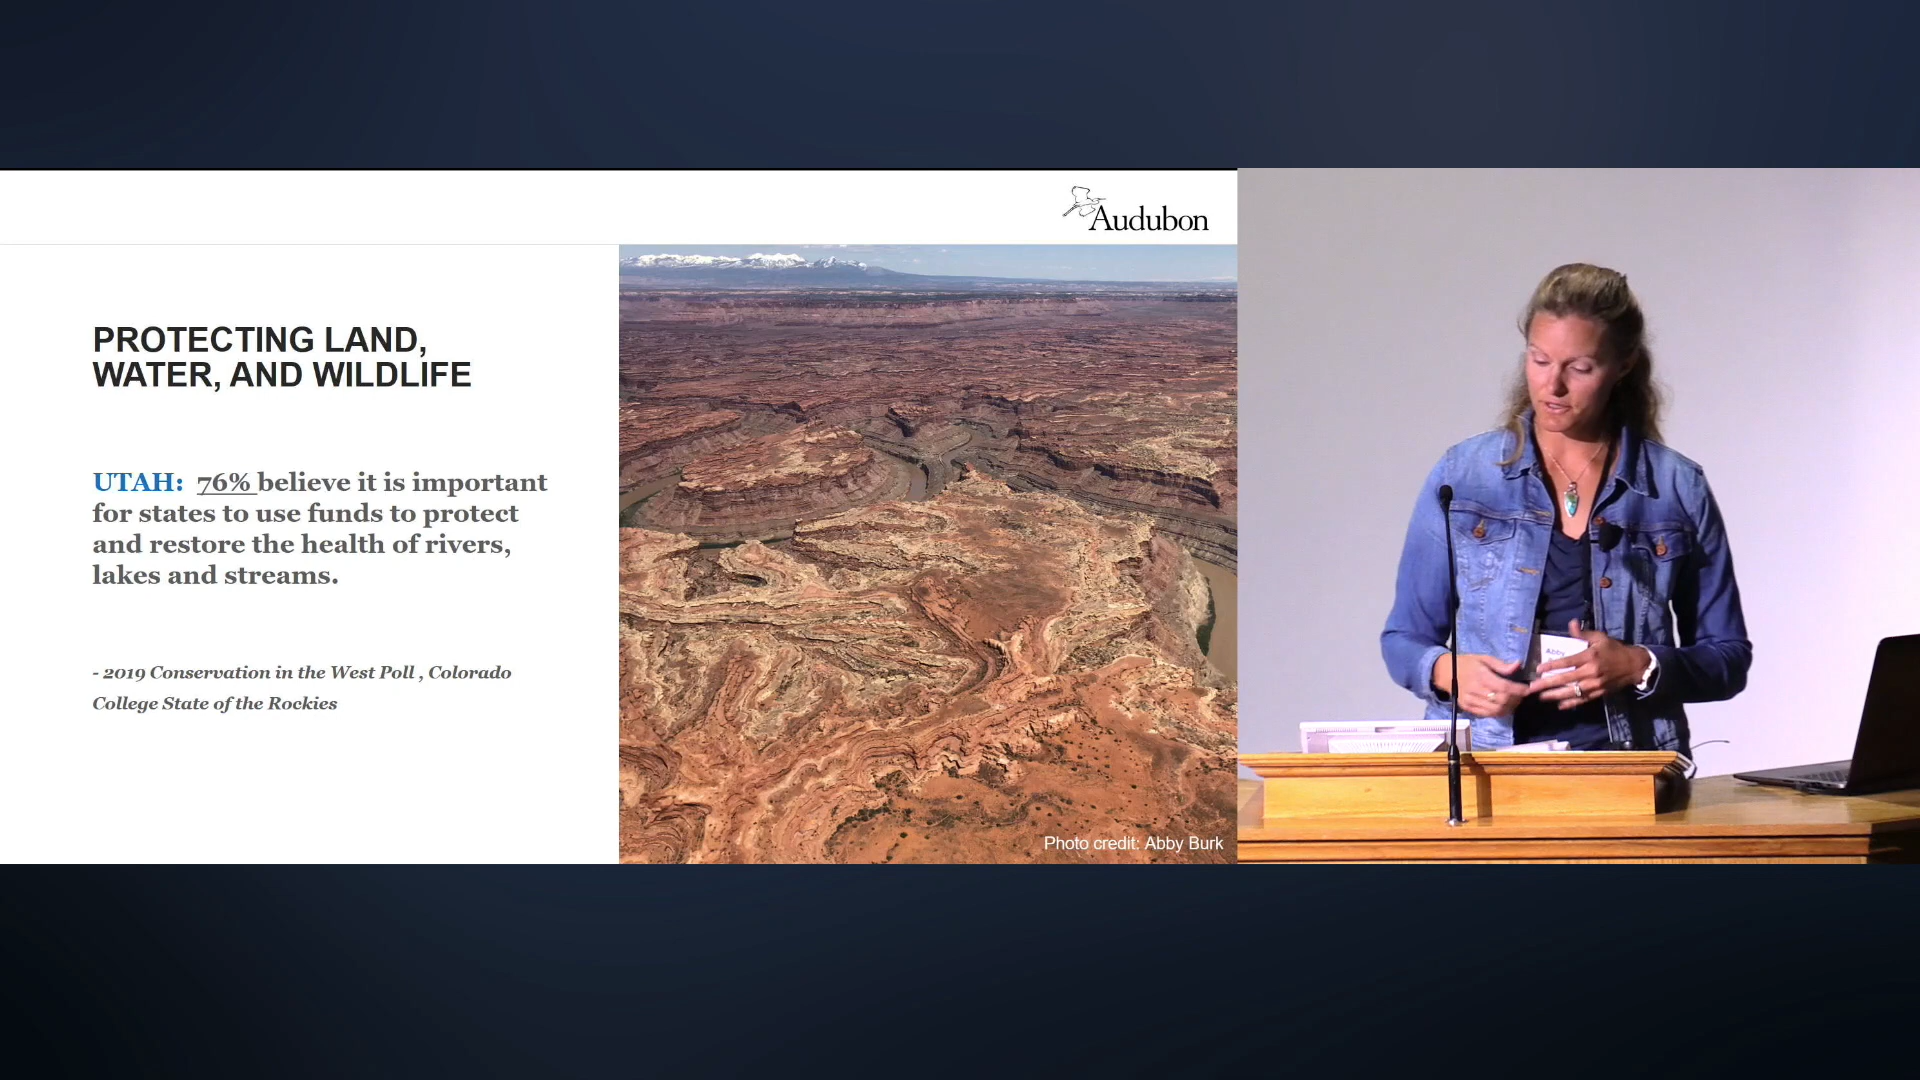 Audubon
PROTECTING LAND,
WATER, AND WILDLIFE
UTAH: 76% believe it is important
for states to use funds to protect
and restore the health of rivers,
lakes and streams.
- 2019 Conservation in the West Poll , Colorado
College State of the Rockies
Photo credit: Abby Burk
Abby